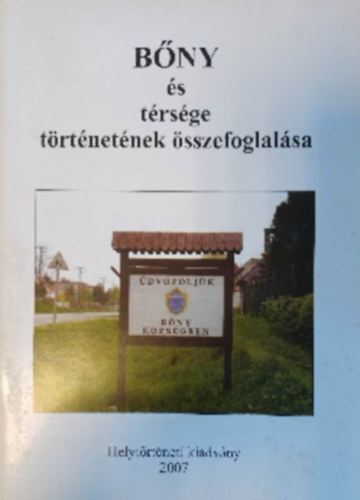 BŐNY
és
térsége
történetének összefoglalása
ÜDVÖZÖLJÜK
BŐNY
KÖZSÉGBEN
Helytörténeti kiadvány
2007